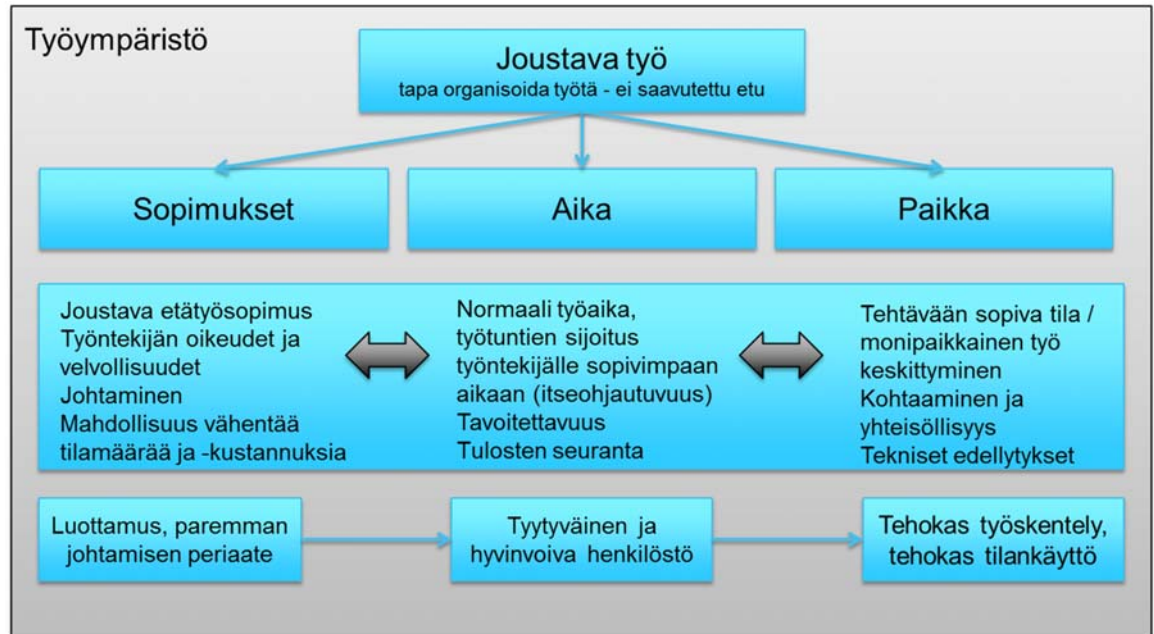 Työympäristö
Joustava työ
tapa organisoida työtä - ei saavutettu etu
Sopimukset
Aika
Paikka
Joustava etätyösopimus
Työntekijän oikeudet ja
velvollisuudet
Johtaminen
Mahdollisuus vähentää
tilamäärää ja -kustannuksia
Normaali työaika,
työtuntien sijoitus
työntekijälle sopivimpaan
aikaan (itseohjautuvuus)
Tavoitettavuus
Tulosten seuranta
Tehtävään sopiva tila /
monipaikkainen työ
keskittyminen
Kohtaaminen ja
yhteisöllisyys
Tekniset edellytykset
Luottamus, paremman
johtamisen periaate
Tyytyväinen ja
hyvinvoiva henkilöstö
Tehokas työskentely,
tehokas tilankäyttö